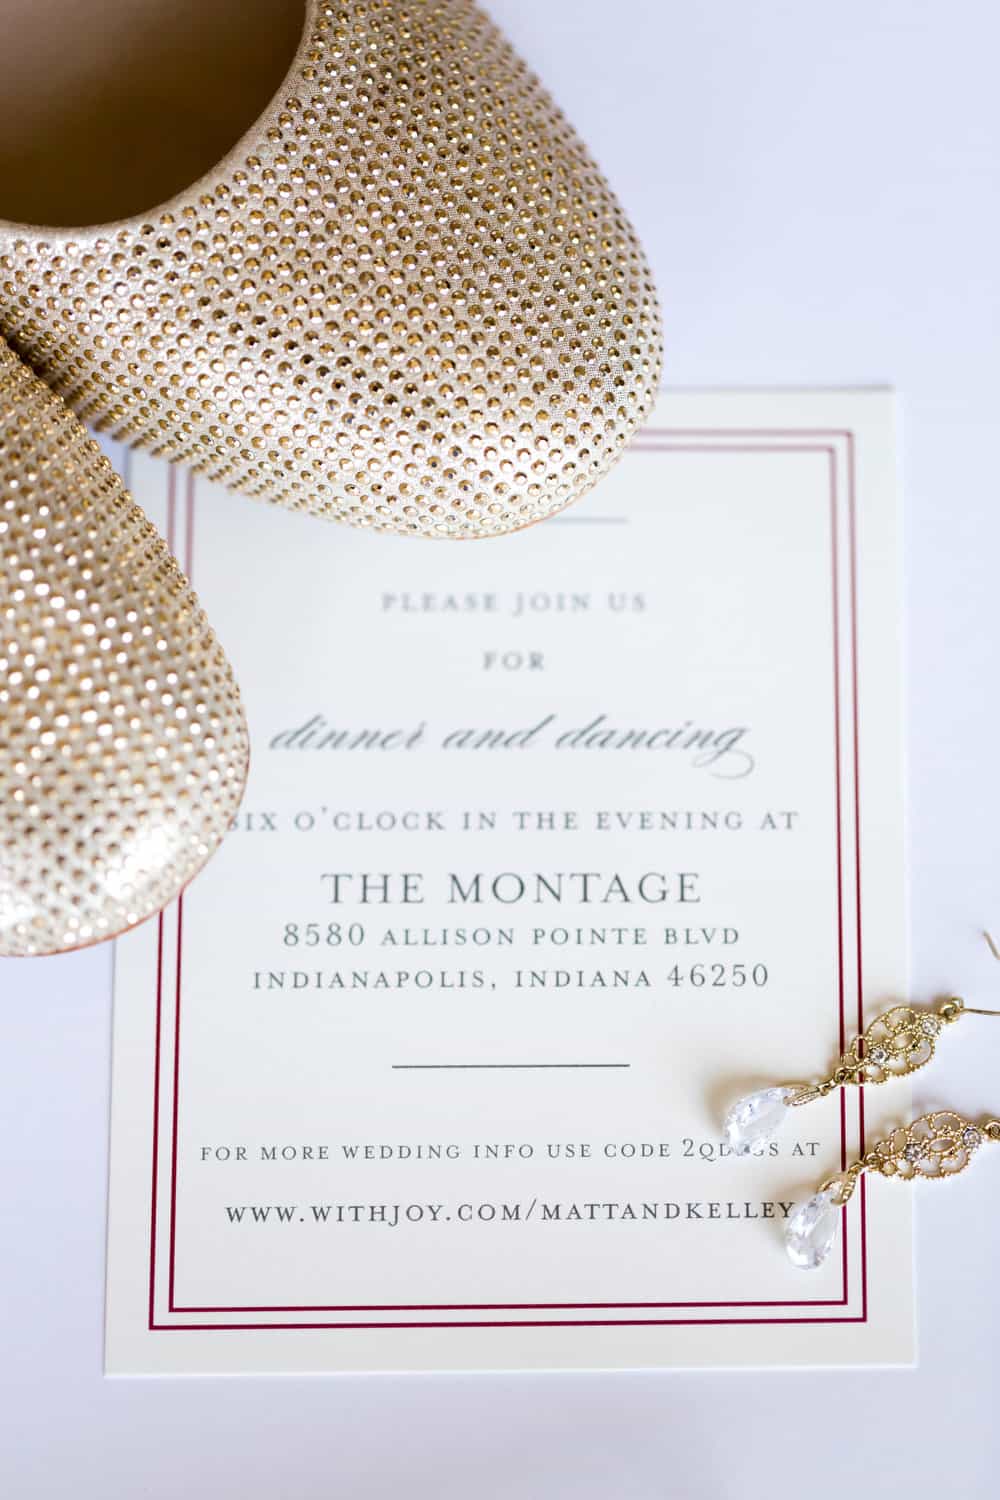 PLEASE JOIN US
FOR
dinner and dancing
SIX O'CLOCK IN THE EVENING AT
THE MONTAGE
8580 ALLISON POINTE BLVD
INDIANAPOLIS, INDIANA 46250
FOR MORE WEDDING INFO USE CODE AT
WWW.WITHJOY.COM/MATTANDKELLEY